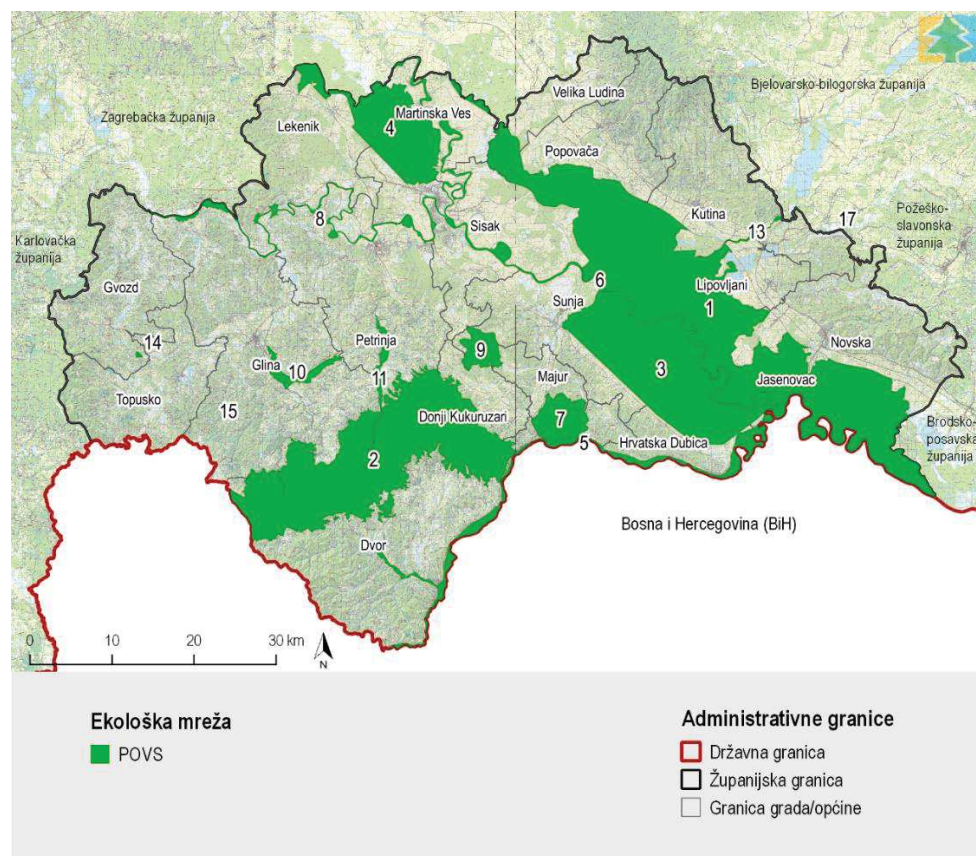 Velika Ludina
Bjelovarsko-bilogorska županija
Zagrebačka županija
Martinska Ves
Lekenik
4
Popovača
Kutina
17
Požeško-
slavonska
županija
13
8
Sisak
Karlovačka
županija
Lipovljani
6
Gvozd
Sunja
1
14
Petrinja
Novska
9
3
Glina
10
Majur
Jasenovac
11
Topusko
15
Donji Kukuruzari
7
Hrvatska Dubica
5
Brodsko-
posavska
županija
2
Bosna i Hercegovina (BiH)
Dvor
0 10 20 30 km
N
Ekološka mreža
POVS
Administrativne granice
Državna granica
Županijska granica
Granica grada/općine